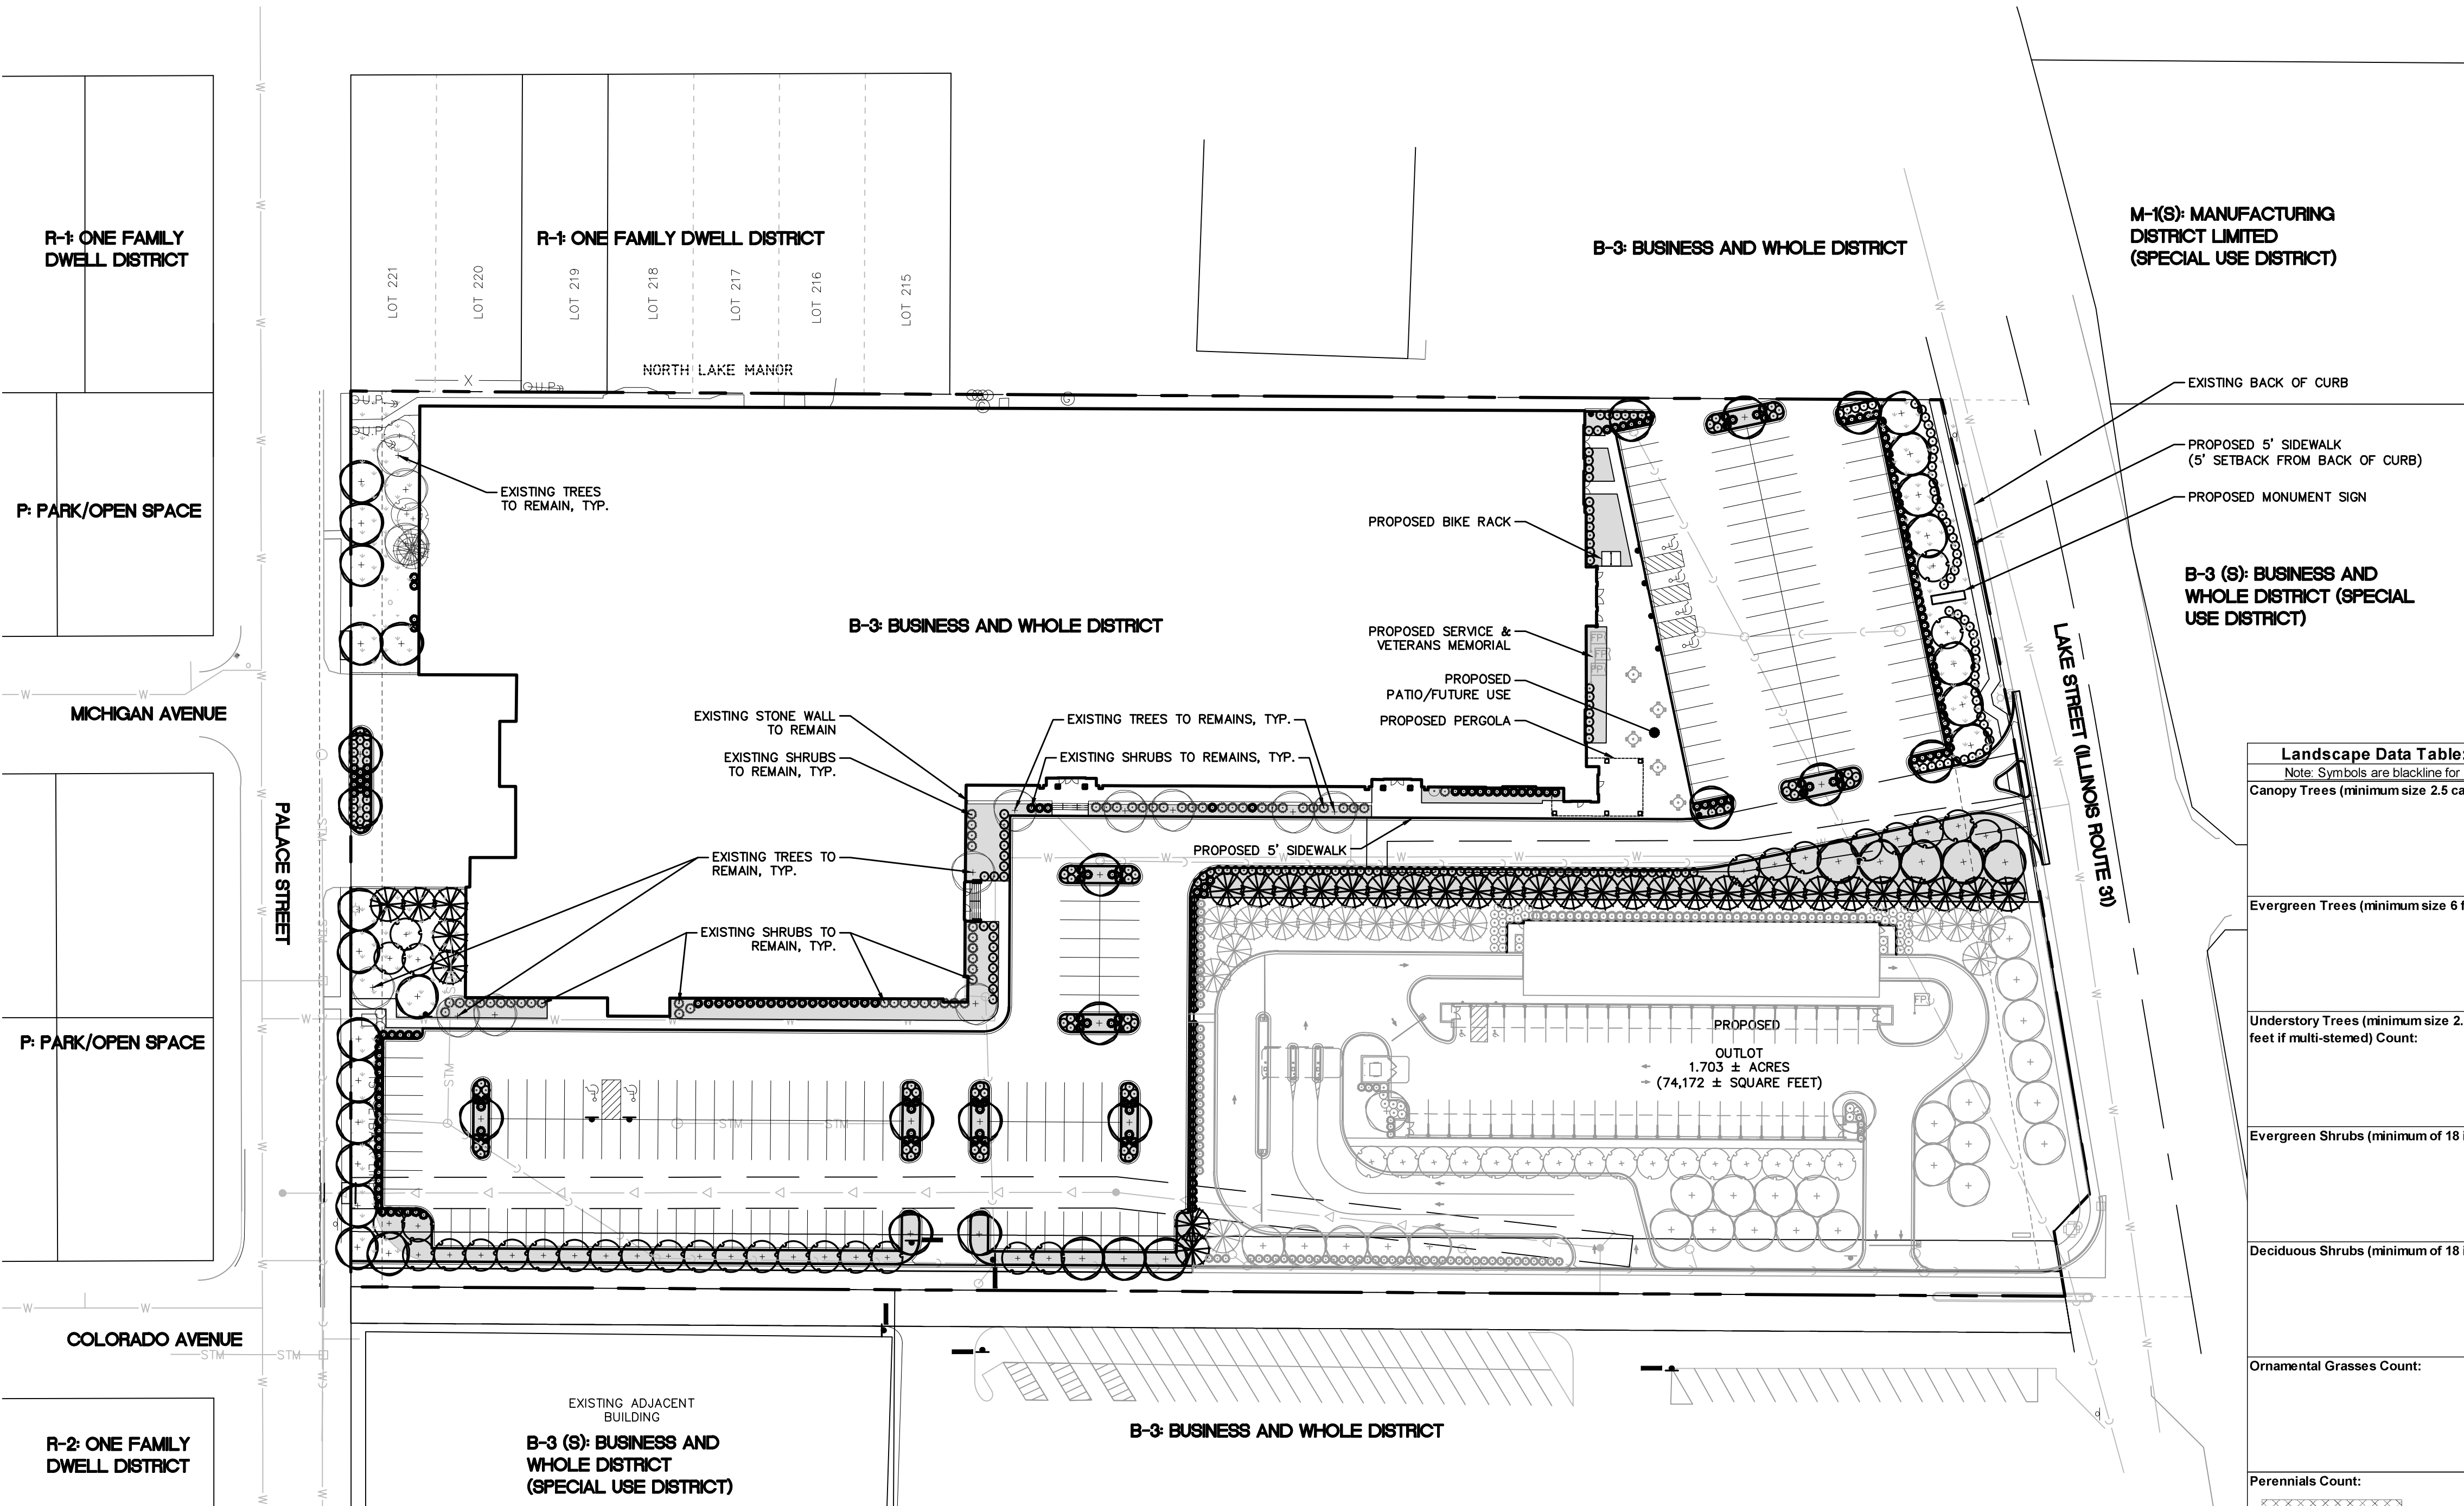 R-1: ONE FAMILY
DWELL DISTRICT
R-1: ONE FAMILY DWELL DISTRICT
B-3: BUSINESS AND WHOLE DISTRICT
M-1(S): MANUFACTURING
DISTRICT LIMITED
(SPECIAL USE DISTRICT)
LOT 221
LOT 220
LOT 219
LOT 218
LOT 217
LOT 216
LOT 215
NORTH LAKE MANOR
EXISTING BACK OF CURB
PROPOSED 5' SIDEWALK
(5' SETBACK FROM BACK OF CURB)
PROPOSED MONUMENT SIGN
P: PARK/OPEN SPACE
EXISTING TREES
TO REMAIN, TYP.
PROPOSED BIKE RACK
B-3 (S): BUSINESS AND
WHOLE DISTRICT (SPECIAL
USE DISTRICT)
B-3: BUSINESS AND WHOLE DISTRICT
PROPOSED SERVICE &
VETERANS MEMORIAL
PROPOSED
PATIO/FUTURE USE
PROPOSED PERGOLA
MICHIGAN AVENUE
EXISTING STONE WALL
TO REMAIN
EXISTING SHRUBS
TO REMAIN, TYP.
EXISTING TREES TO REMAINS, TYP.
EXISTING SHRUBS TO REMAINS, TYP.
LAKE STREET (ILLINOIS ROUTE 31)
PALACE STREET
PROPOSED 5' SIDEWALK
EXISTING TREES TO
REMAIN, TYP.
EXISTING SHRUBS TO
REMAIN, TYP.
Landscape Data Table:
Note: Symbols are blackline for
Canopy Trees (minimum size 2.5 ca
Evergreen Trees (minimum size 6 f
Understory Trees (minimum size 2.
feet if multi-stemed) Count:
Evergreen Shrubs (minimum of 18 i
Deciduous Shrubs (minimum of 18 i
Ornamental Grasses Count:
Perennials Count:
P: PARK/OPEN SPACE
PROPOSED
OUTLOT
1.703 ± ACRES
(74,172 ± SQUARE FEET)
STM
STM
STM
STM
COLORADO AVENUE
STM
STM
EXISTING ADJACENT
BUILDING
B-3 (S): BUSINESS AND
WHOLE DISTRICT
(SPECIAL USE DISTRICT)
B-3: BUSINESS AND WHOLE DISTRICT
R-2: ONE FAMILY
DWELL DISTRICT